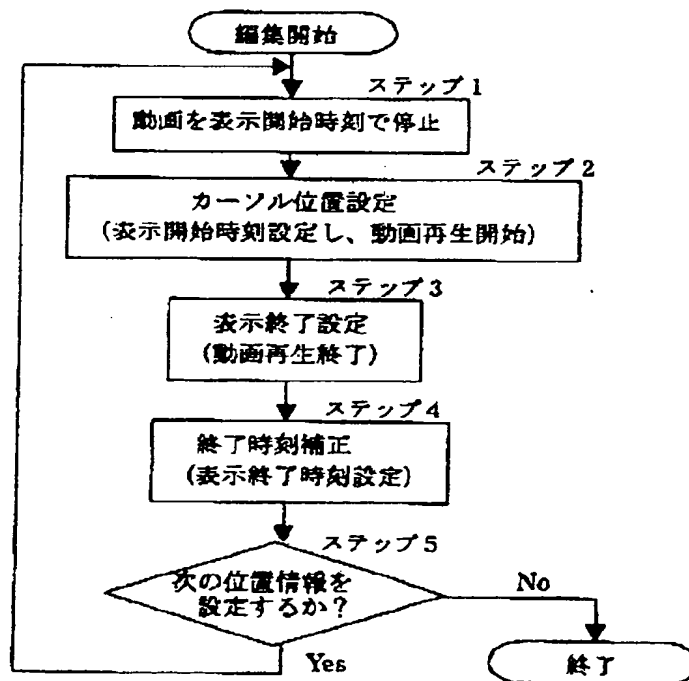 編集開始
ステップ1
動画を表示開始時刻で停止
ステップ2
カーソル位置設定
(表示開始時刻設定し、動画再生開始)
ステップ3
表示終了設定
(動画再生終了)
ステップ4
終了時刻補正
(表示終了時刻設定)
ステップ5
次の位置情報を
設定するか?
No
Yes
終了